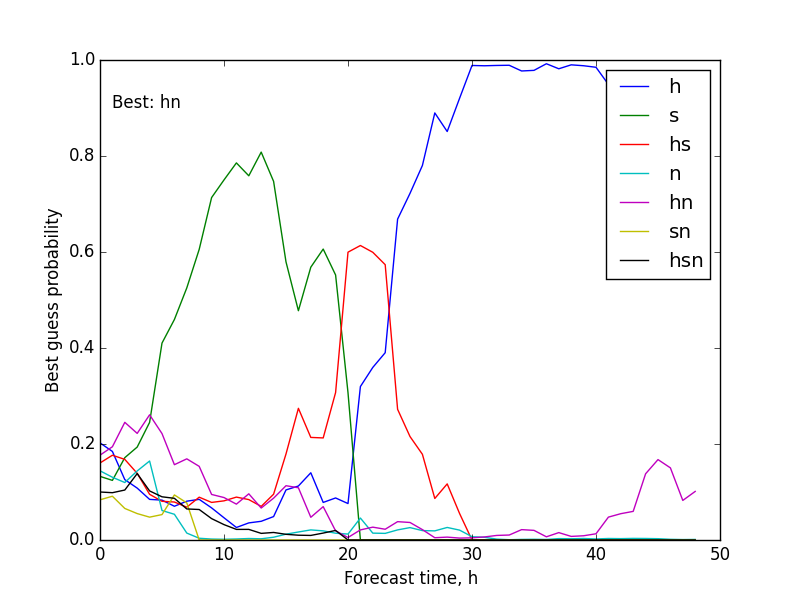 1.0
0.8
0.6
0.4
0.2
0.0
Best guess probability
Best: hn
h
s
hs
n
hn
sn
hsn
0 10 20 30 40 50
Forecast time, h